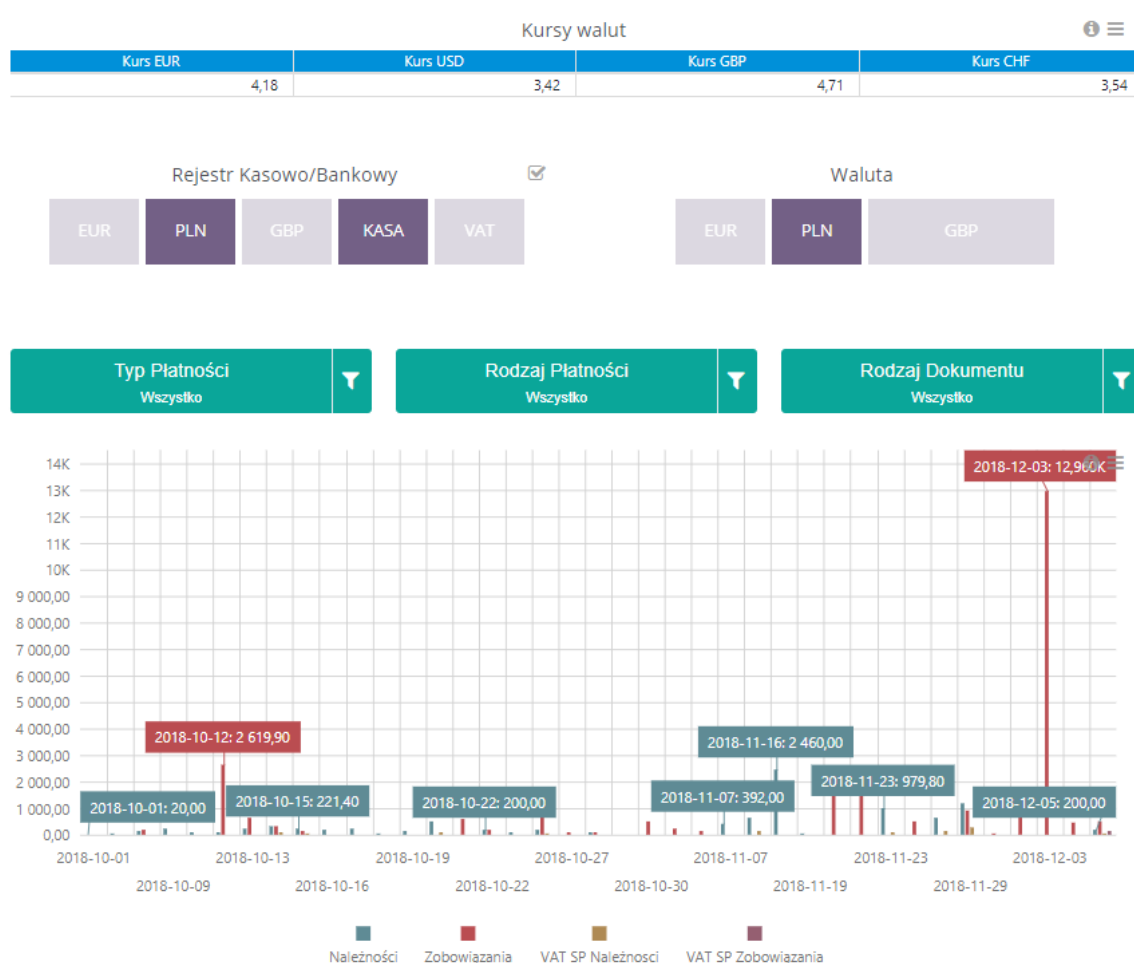 Kursy walut
Kurs EUR Kurs USD Kurs GBP Kurs CHF
4,18 3,42 4,71 3,54
Rejestr Kasowo/Bankowy Waluta
EUR PLN GBP KASA VAT EUR PLN GBP
Typ Płatności Rodzaj Płatności Rodzaj Dokumentu
Wszystko Wszystko Wszystko
14K
2018-12-03: 12,960K
13K
12K
11K
10K
9 000,00
8 000,00
7 000,00
6 000,00
5 000,00
4 000,00
2018-10-12: 2 619,90 2018-11-16: 2 460,00
3 000,00
2 000,00
2018-11-23: 979,80
2018-10-01: 20,00 2018-10-15: 221,40 2018-10-22: 200,00 2018-11-07: 392,00 2018-12-05: 200,00
1 000,00
0,00
2018-10-01 2018-10-13 2018-10-19 2018-10-27 2018-11-07 2018-11-23 2018-12-03
2018-10-09 2018-10-16 2018-10-22 2018-10-30 2018-11-19 2018-11-29
Należności Zobowiązania VAT SP Należnosci VAT SP Zobowiazania